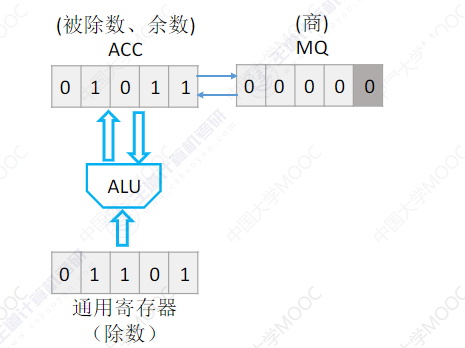 (被除数、余数)
ACC
(商)
MQ
0 1 0 1 1
0 0 0 0 0
ALU
0 1 1 0 1
通用寄存器
（除数）
中国大学MOOC
中国大学MOOC
中国大学MOOC